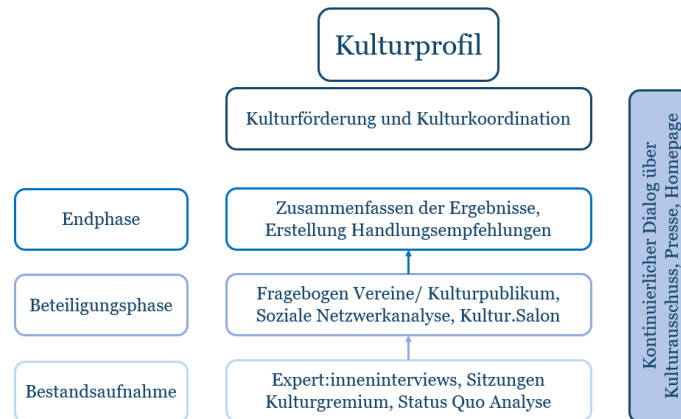 Kulturprofil
Kulturförderung und Kulturkoordination
Endphase
Zusammenfassen der Ergebnisse,
Erstellung Handlungsempfehlungen
Beteiligungsphase
Fragebogen Vereine/ Kulturpublikum,
Soziale Netzwerkanalyse, Kultur.Salon
Bestandsaufnahme
Expert:inneninterviews, Sitzungen
Kulturgremium, Status Quo Analyse
Kontinuierlicher Dialog über
Kulturausschuss, Presse, Homepage